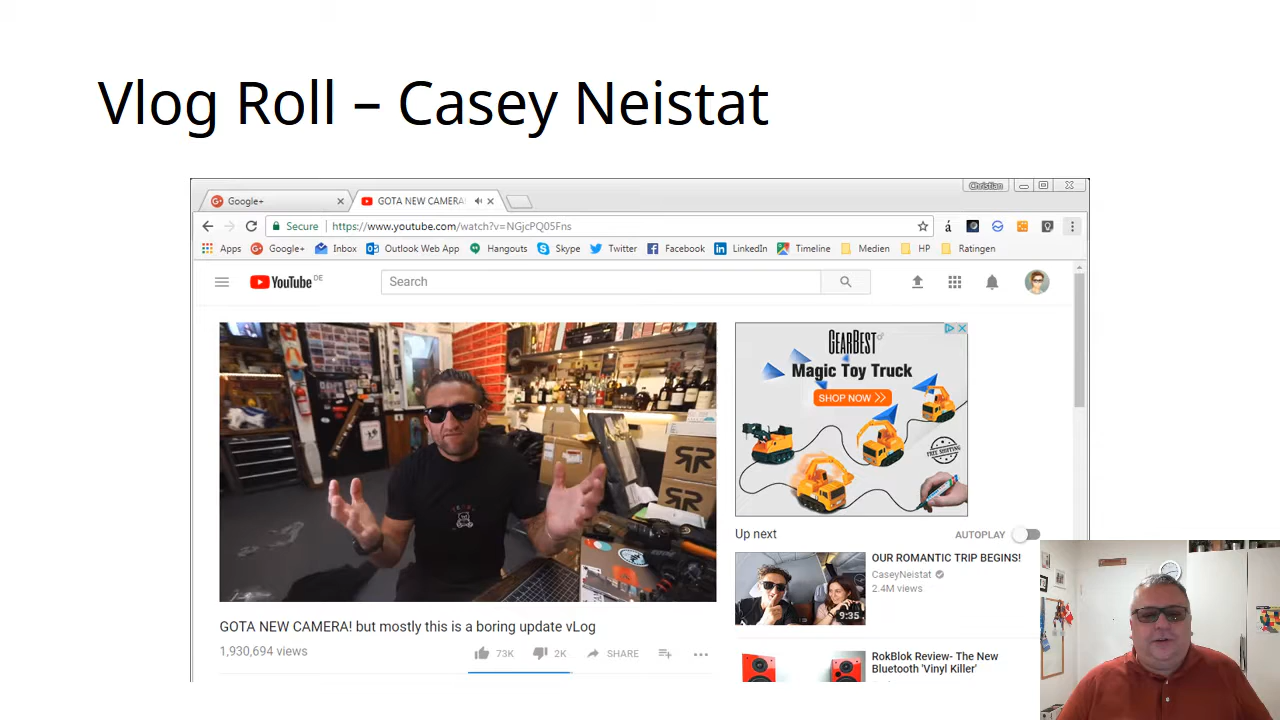 Vlog Roll – Casey Neistat
Christian
Google+
GOTA NEW CAMERA!
Secure
https://www.youtube.com/watch?v=NGjcPQ05Fns
Apps
Google+
Inbox
Outlook Web App
Hangouts
Skype
Twitter
Facebook
LinkedIn
Timeline
Medien
HP
Ratingen
YouTube DE
Search
GEARBEST
Magic Toy Truck
SHOP NOW >>
FREE SHIPPING
Up next
AUTOPLAY
OUR ROMANTIC TRIP BEGINS!
CaseyNeistat
2.4M views
9:35
GOTA NEW CAMERA! but mostly this is a boring update vLog
1,930,694 views
73K
2K
SHARE
RokBlok Review- The New
Bluetooth 'Vinyl Killer'